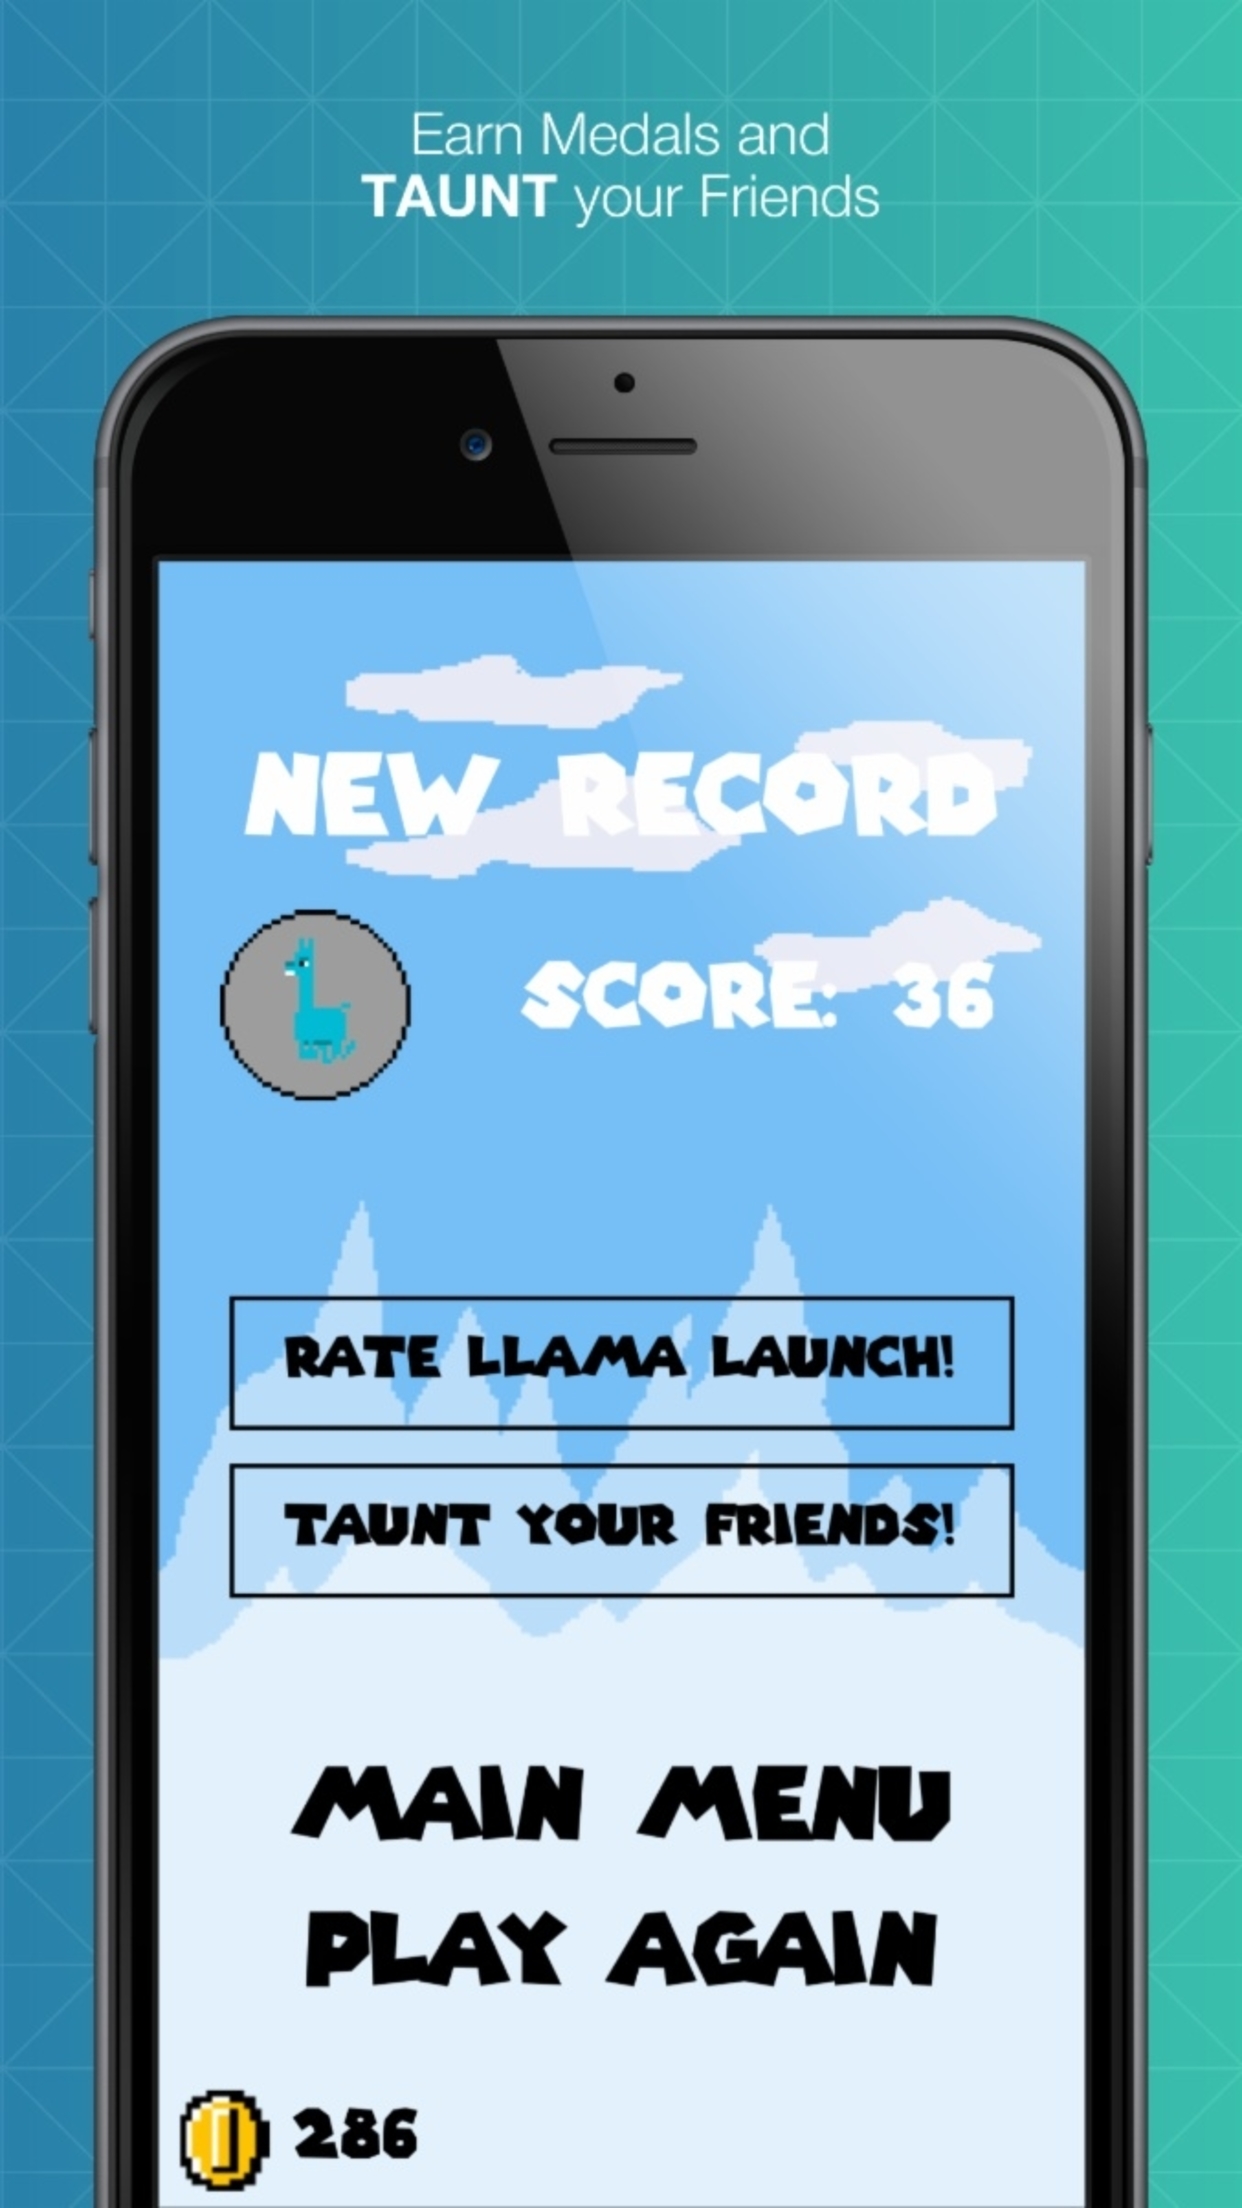 Earn Medals and
TAUNT your Friends
NEW RECORD
SCORE: 36
RATE LLAMA LAUNCH!
TAUNT YOUR FRIENDS!
MAIN MENU
PLAY AGAIN
286